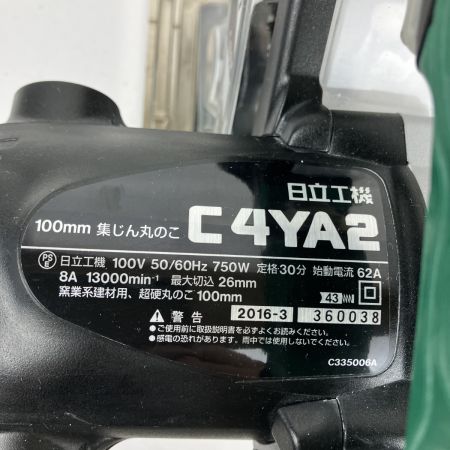 日立工機
100mm 集じん丸のこ C4YA2
PS E 日立工機 100V 50/60Hz 750W 定格30分 始動電流 62A
8A 13000min⁻¹ 最大切込 26mm
窯業系建材用、超硬丸のこ 100mm
43
警告 2016-3 360038
●ご使用前に取扱説明書を必ずよくお読みください。
●感電の恐れがあります。雨中では使用しないでください。
C335006A